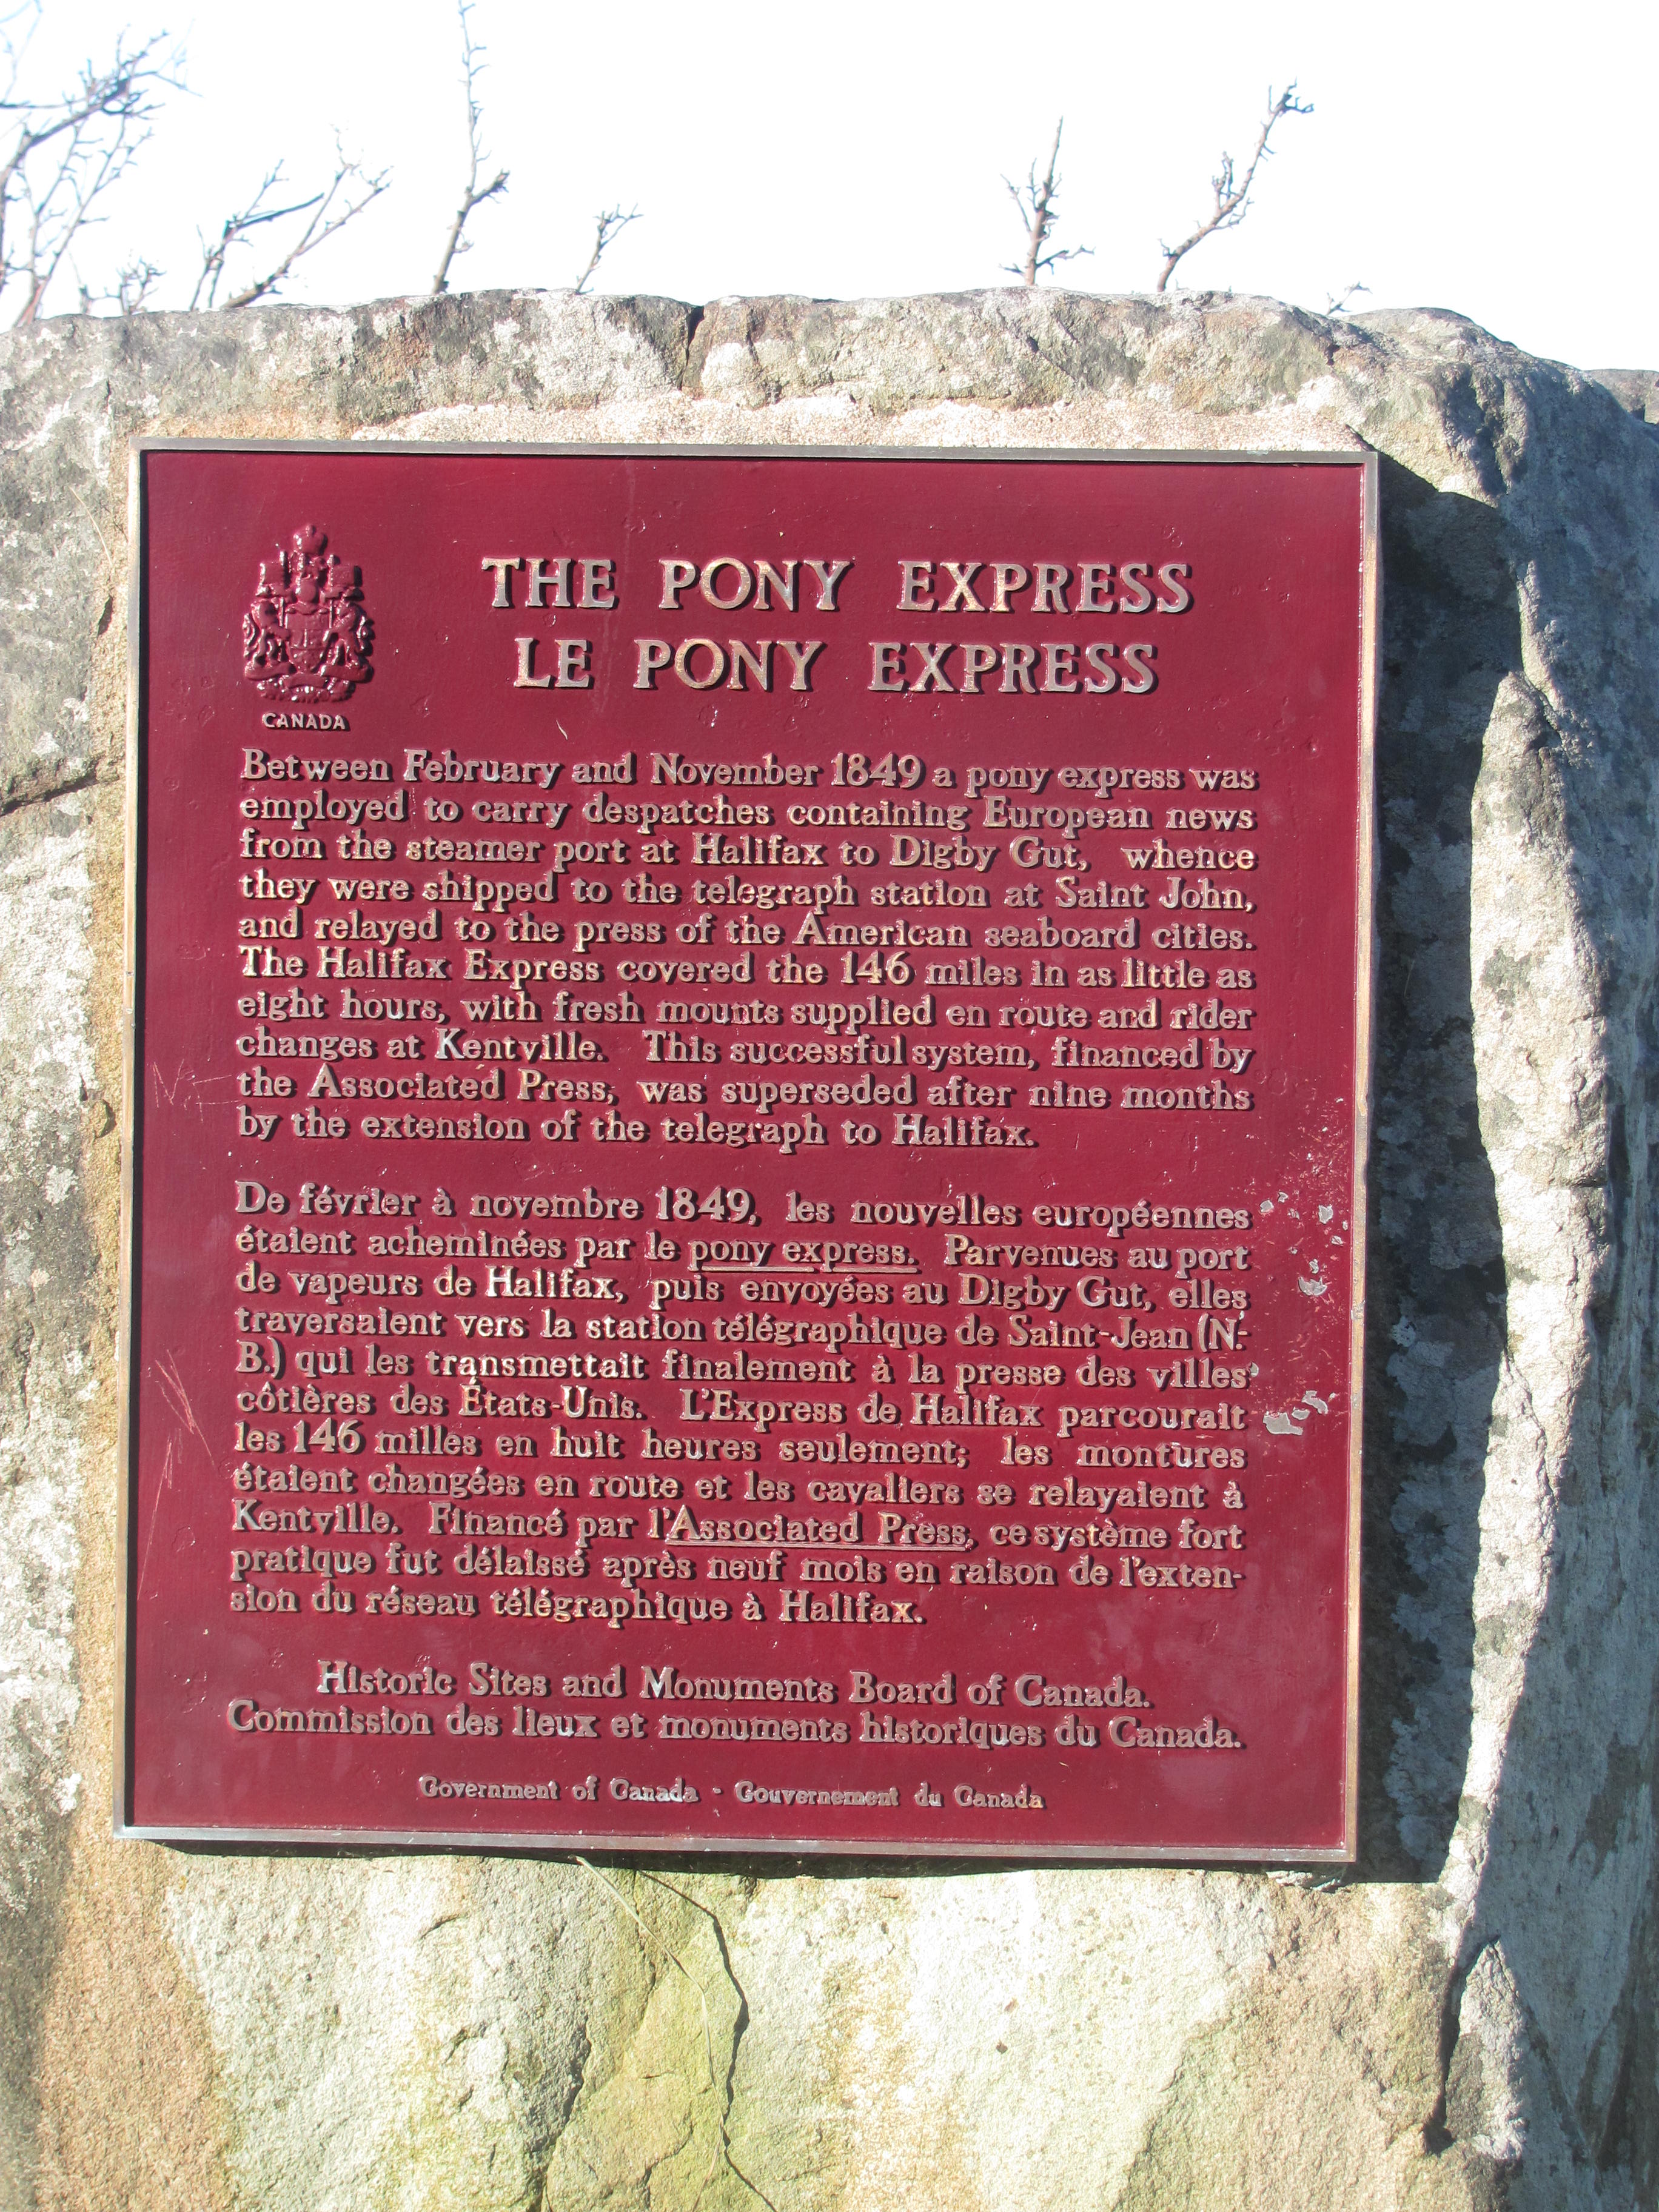 THE PONY EXPRESS
LE PONY EXPRESS
CANADA
Between February and November 1849 a pony express was
employed to carry despatches containing European news
from the steamer port at Halifax to Digby Gut, whence
they were shipped to the telegraph station at Saint John,
and relayed to the press of the American seaboard cities.
The Halifax Express covered the 146 miles in as little as
eight hours, with fresh mounts supplied en route and rider
changes at Kentville. This successful system, financed by
the Associated Press, was superseded after nine months
by the extension of the telegraph to Halifax.
De février à novembre 1849, les nouvelles européennes
étaient acheminées par le pony express. Parvenues au port
de vapeurs de Halifax, puis envoyées au Digby Gut, elles
traversaient vers la station télégraphique de Saint-Jean (N.-
B.) qui les transmettait finalement à la presse des villes
côtières des États-Unis. L'Express de Halifax parcourait
les 146 milles en huit heures seulement; les montures
étaient changées en route et les cavaliers se relayaient à
Kentville. Financé par l'Associated Press, ce système fort
pratique fut délaissé après neuf mois en raison de l'exten-
sion du réseau télégraphique à Halifax.
Historic Sites and Monuments Board of Canada.
Commission des lieux et monuments historiques du Canada.
Government of Canada - Gouvernement du Canada